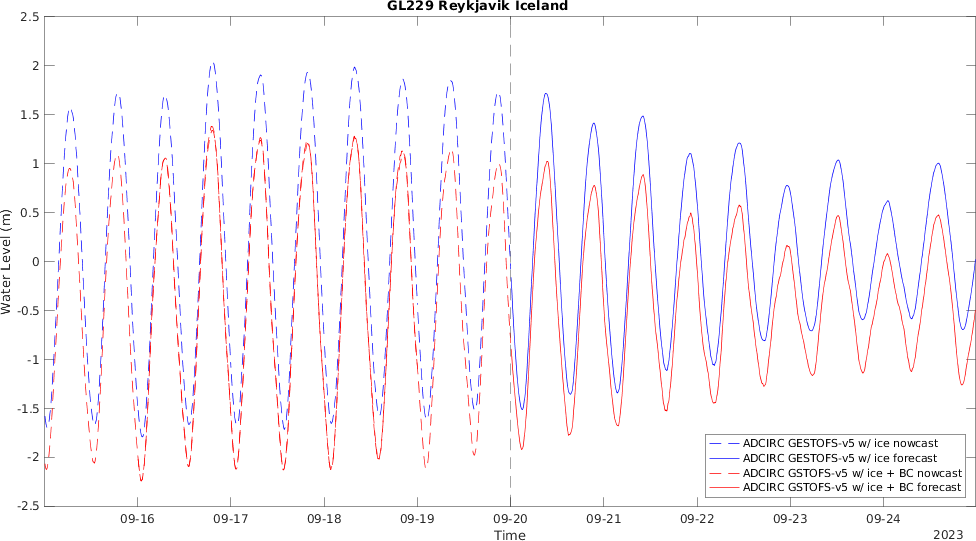 GL229 Reykjavik Iceland
2.5
2
1.5
1
0.5
0
-0.5
-1
-1.5
-2
-2.5
Water Level (m)
ADCIRC GESTOFS-v5 w/ ice nowcast
ADCIRC GESTOFS-v5 w/ ice forecast
ADCIRC GSTOFS-v5 w/ ice + BC nowcast
ADCIRC GSTOFS-v5 w/ ice + BC forecast
09-16 09-17 09-18 09-19 09-20 09-21 09-22 09-23 09-24
Time
2023